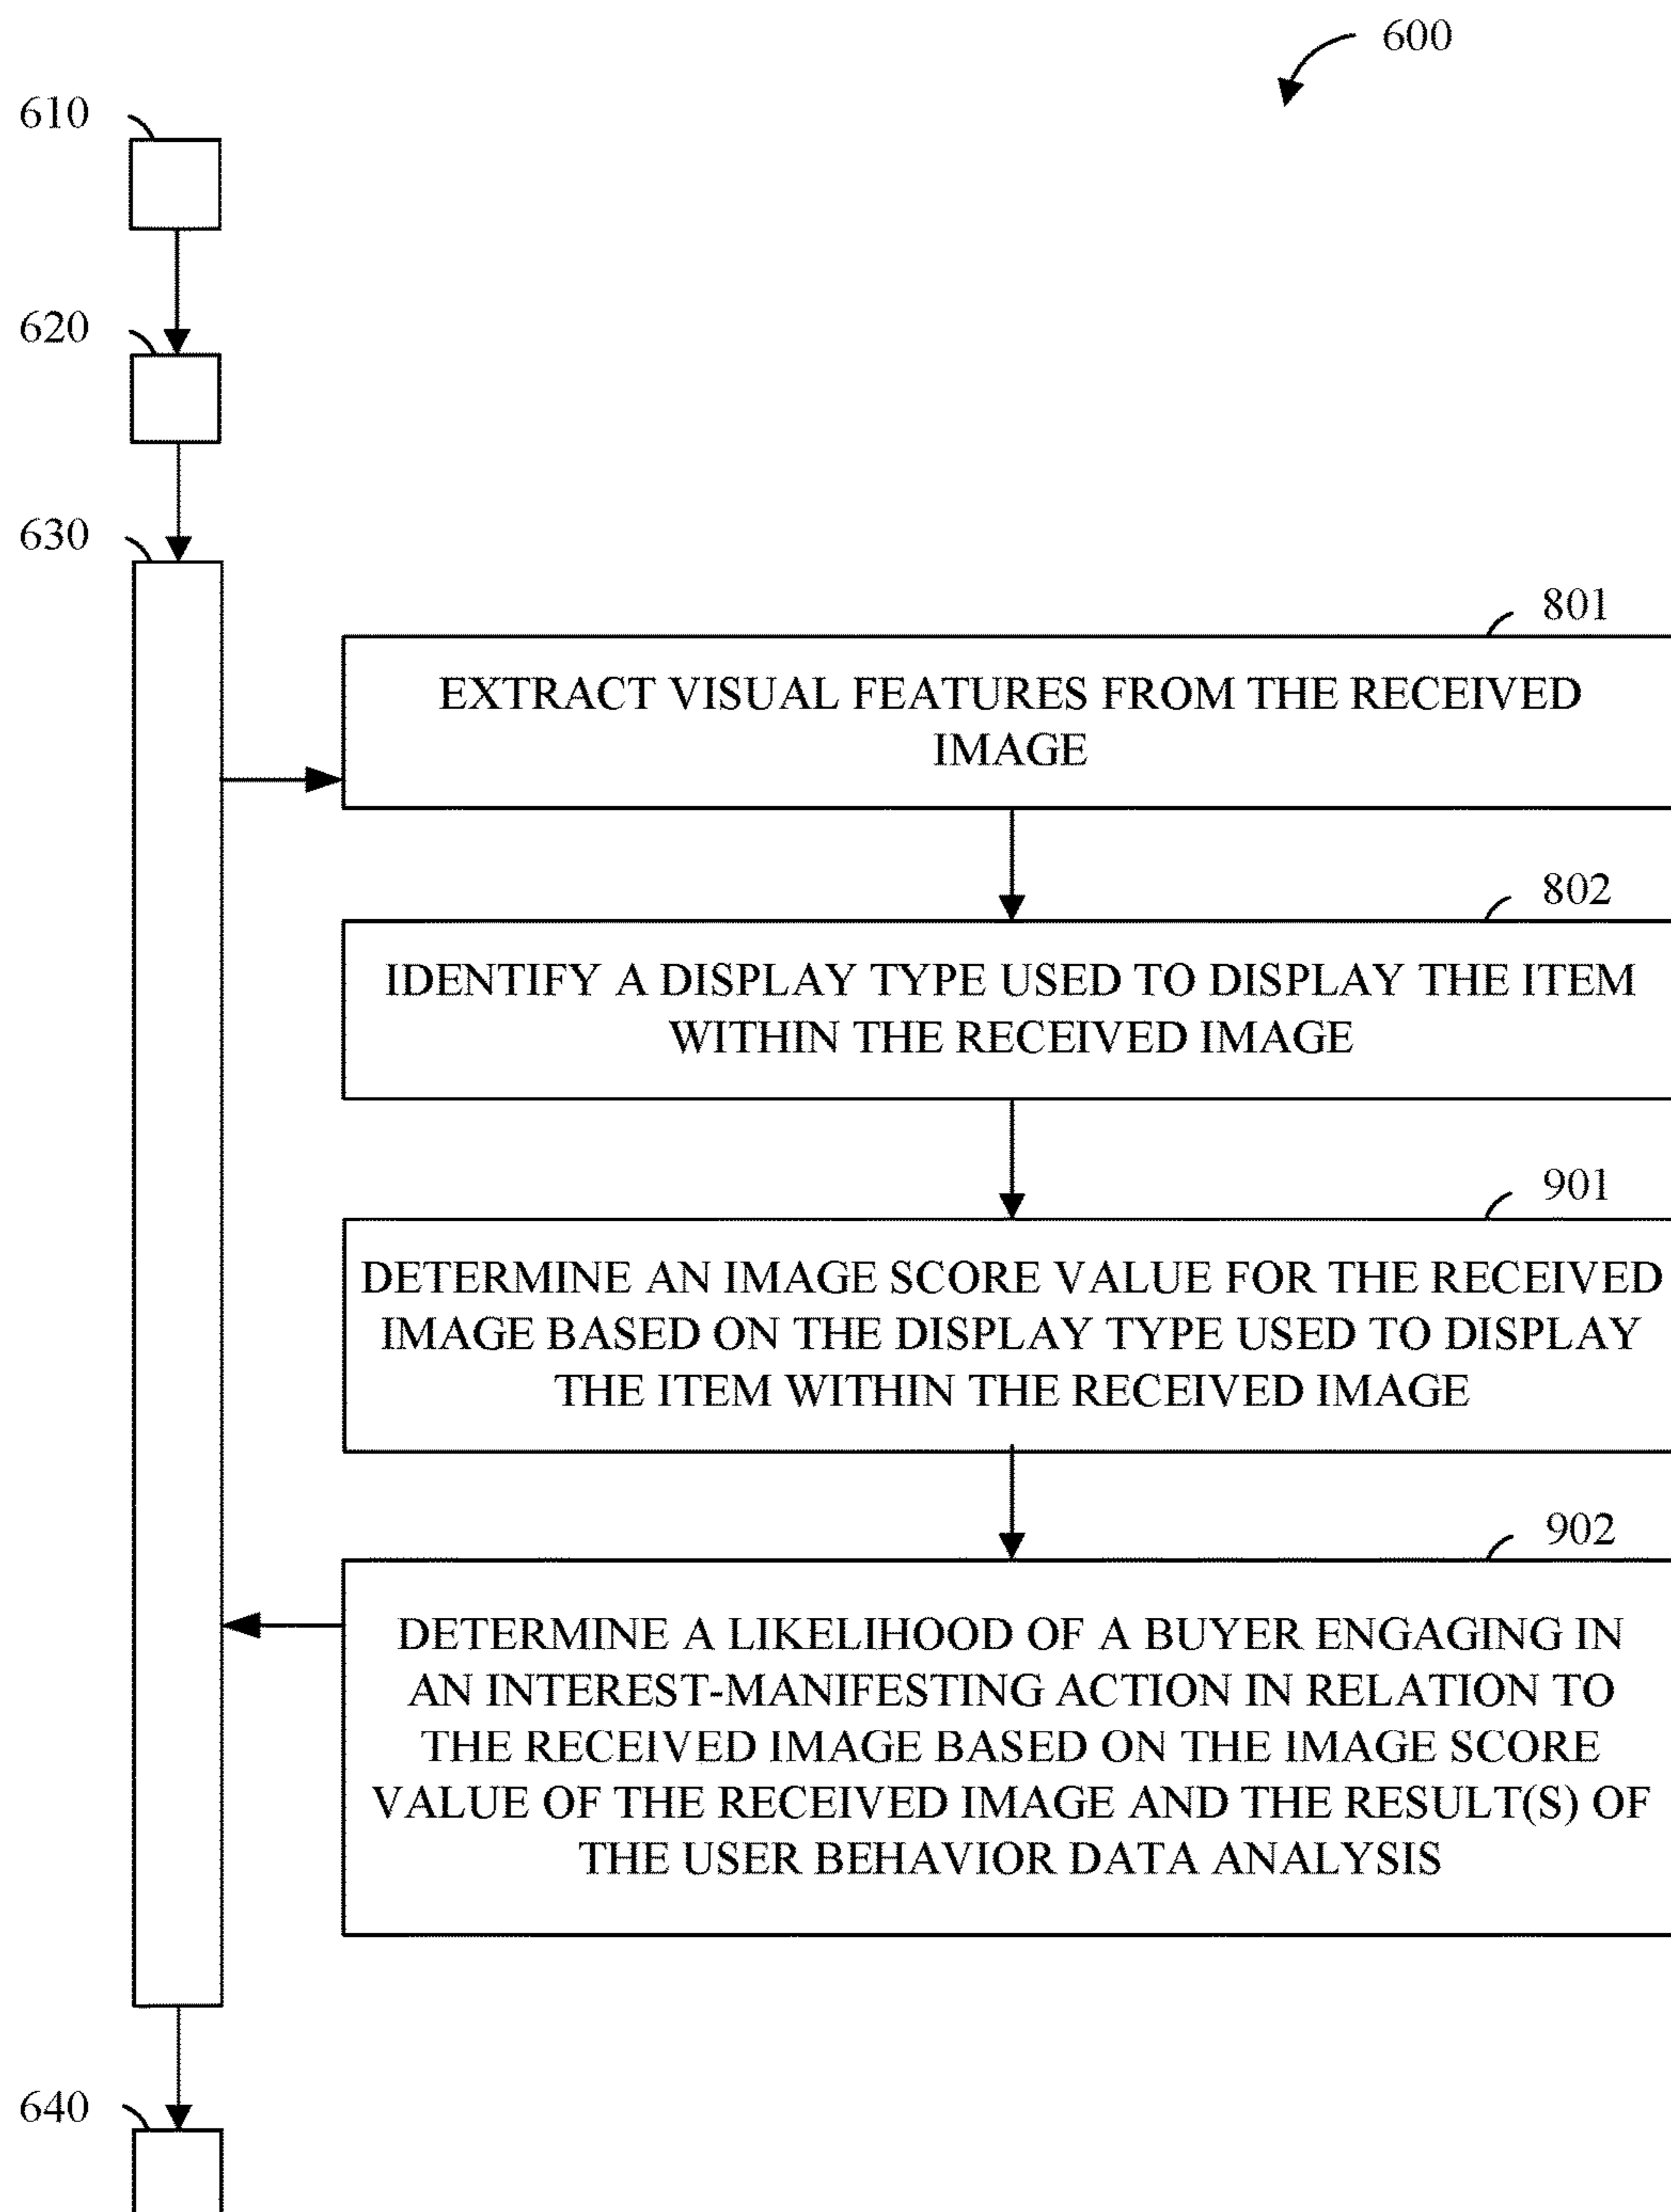 600
610
620
630
801
EXTRACT VISUAL FEATURES FROM THE RECEIVED
IMAGE
802
IDENTIFY A DISPLAY TYPE USED TO DISPLAY THE ITEM
WITHIN THE RECEIVED IMAGE
901
DETERMINE AN IMAGE SCORE VALUE FOR THE RECEIVED
IMAGE BASED ON THE DISPLAY TYPE USED TO DISPLAY
THE ITEM WITHIN THE RECEIVED IMAGE
902
DETERMINE A LIKELIHOOD OF A BUYER ENGAGING IN
AN INTEREST-MANIFESTING ACTION IN RELATION TO
THE RECEIVED IMAGE BASED ON THE IMAGE SCORE
VALUE OF THE RECEIVED IMAGE AND THE RESULT(S) OF
THE USER BEHAVIOR DATA ANALYSIS
640